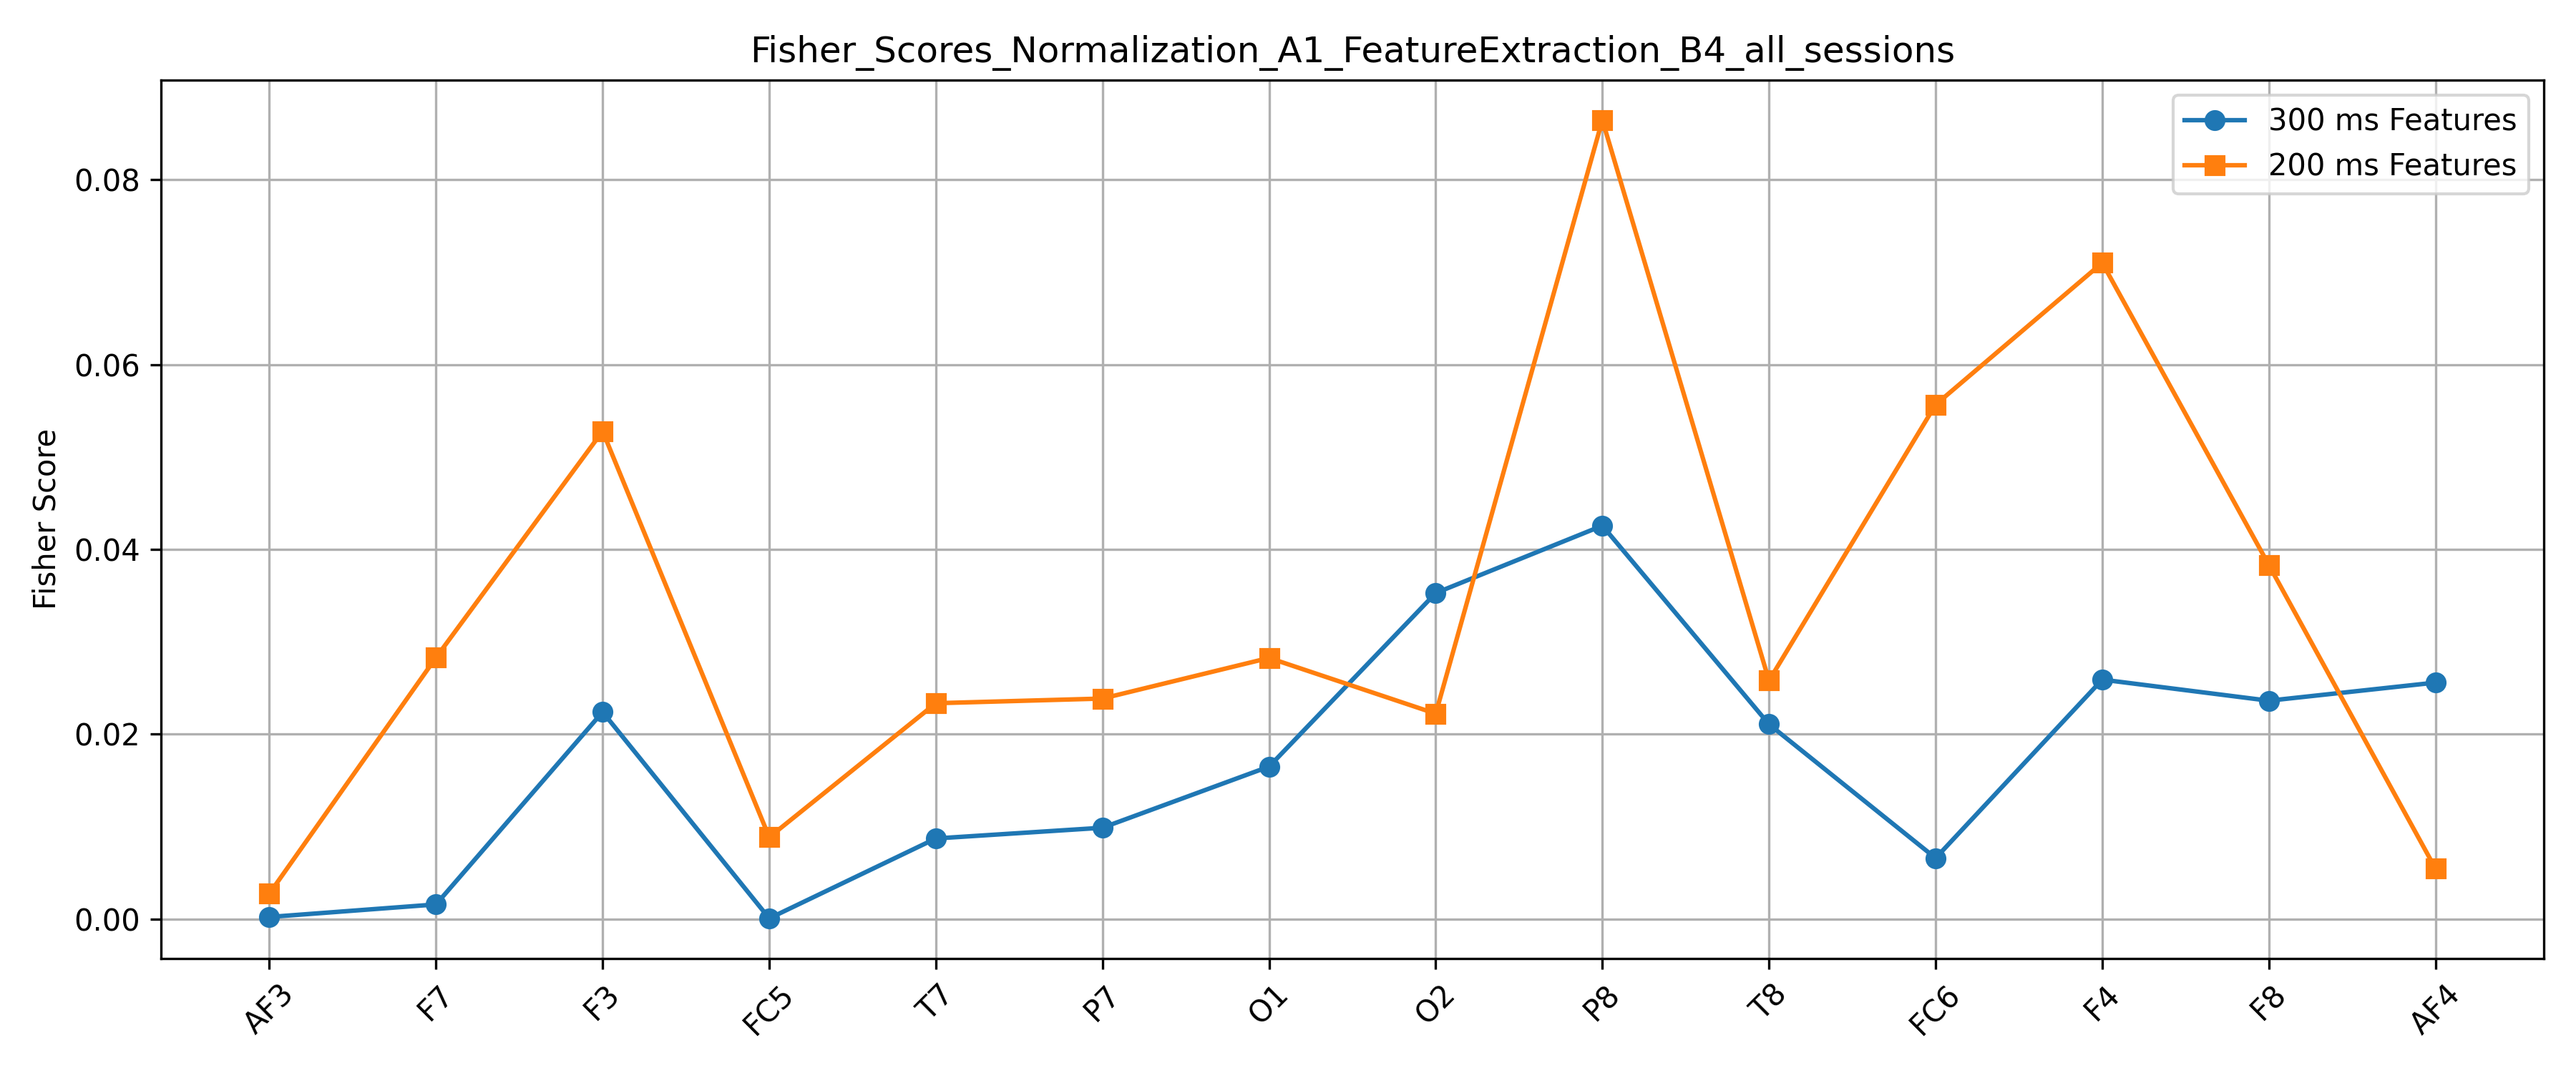 Fisher_Scores_Normalization_A1_FeatureExtraction_B4_all_sessions
300 ms Features
200 ms Features
Fisher Score
0.08
0.06
0.04
0.02
0.00
AF3 F7 F3 FC5 T7 P7 O1 O2 P8 T8 FC6 F4 F8 AF4